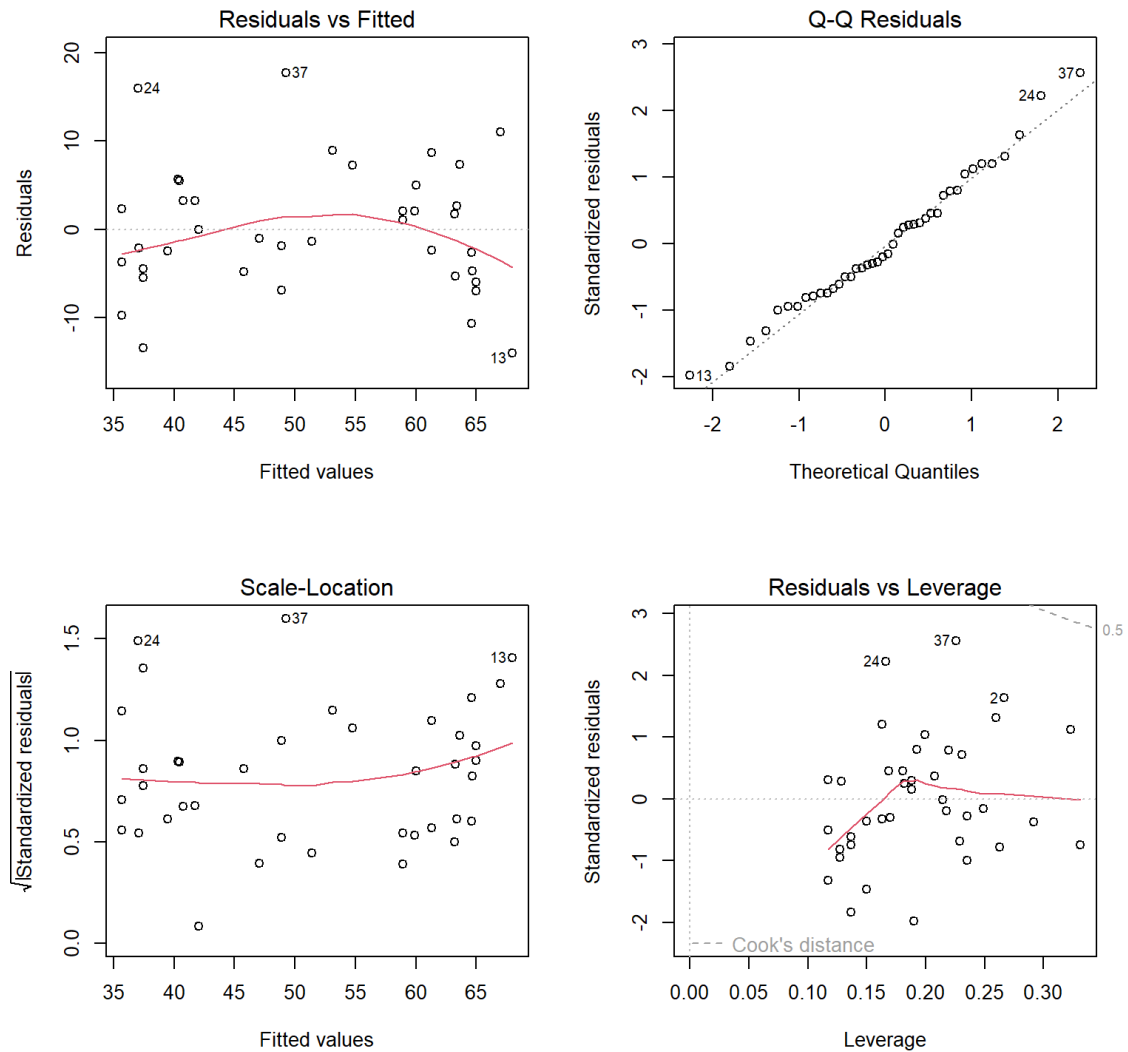 Residuals vs Fitted
20
10
0
-10
Residuals
24
37
13
35 40 45 50 55 60 65
Fitted values
Q-Q Residuals
3
2
1
0
-1
-2
Standardized residuals
37
24
13
-2 -1 0 1 2
Theoretical Quantiles
Scale-Location
1.5
1.0
0.5
0.0
√|Standardized residuals|
37
24
13
35 40 45 50 55 60 65
Fitted values
Residuals vs Leverage
3
2
1
0
-1
-2
Standardized residuals
0.5
37
24
2
Cook's distance
0.00 0.05 0.10 0.15 0.20 0.25 0.30
Leverage